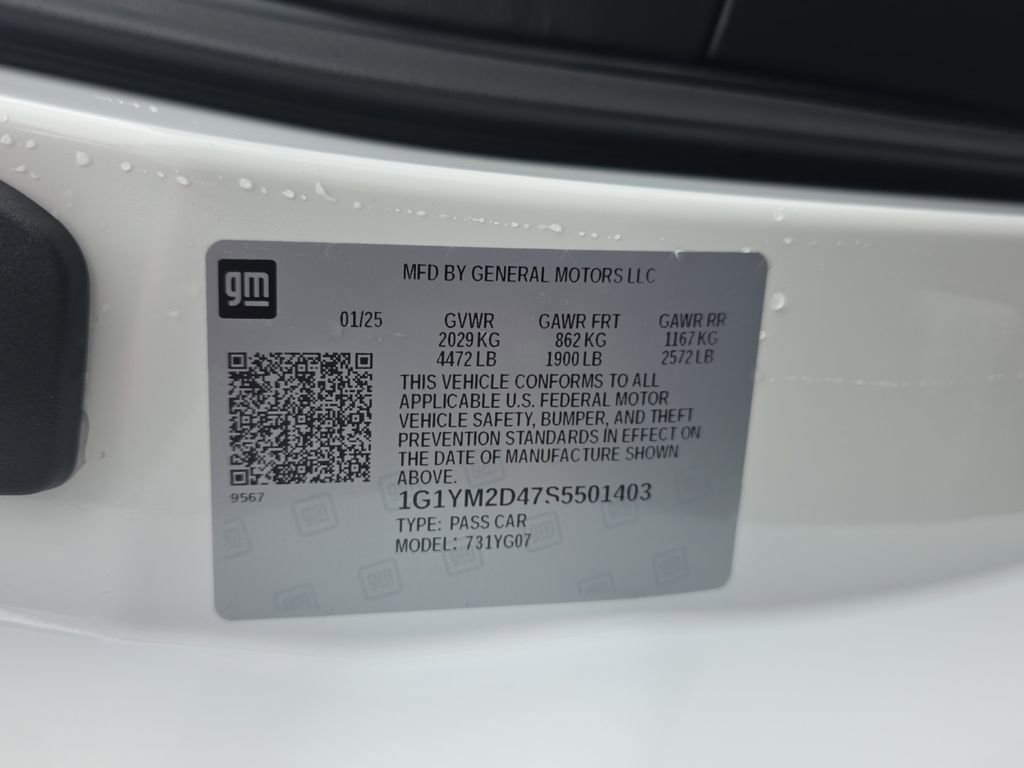 gm
MFD BY GENERAL MOTORS LLC
01/25 GVWR GAWR FRT GAWR RR
2029 KG 862 KG 1167 KG
4472 LB 1900 LB 2572 LB
THIS VEHICLE CONFORMS TO ALL
APPLICABLE U.S. FEDERAL MOTOR
VEHICLE SAFETY, BUMPER, AND THEFT
PREVENTION STANDARDS IN EFFECT ON
THE DATE OF MANUFACTURE SHOWN
ABOVE.
9567
1G1YM2D47S5501403
TYPE: PASS CAR
MODEL: 731YG07